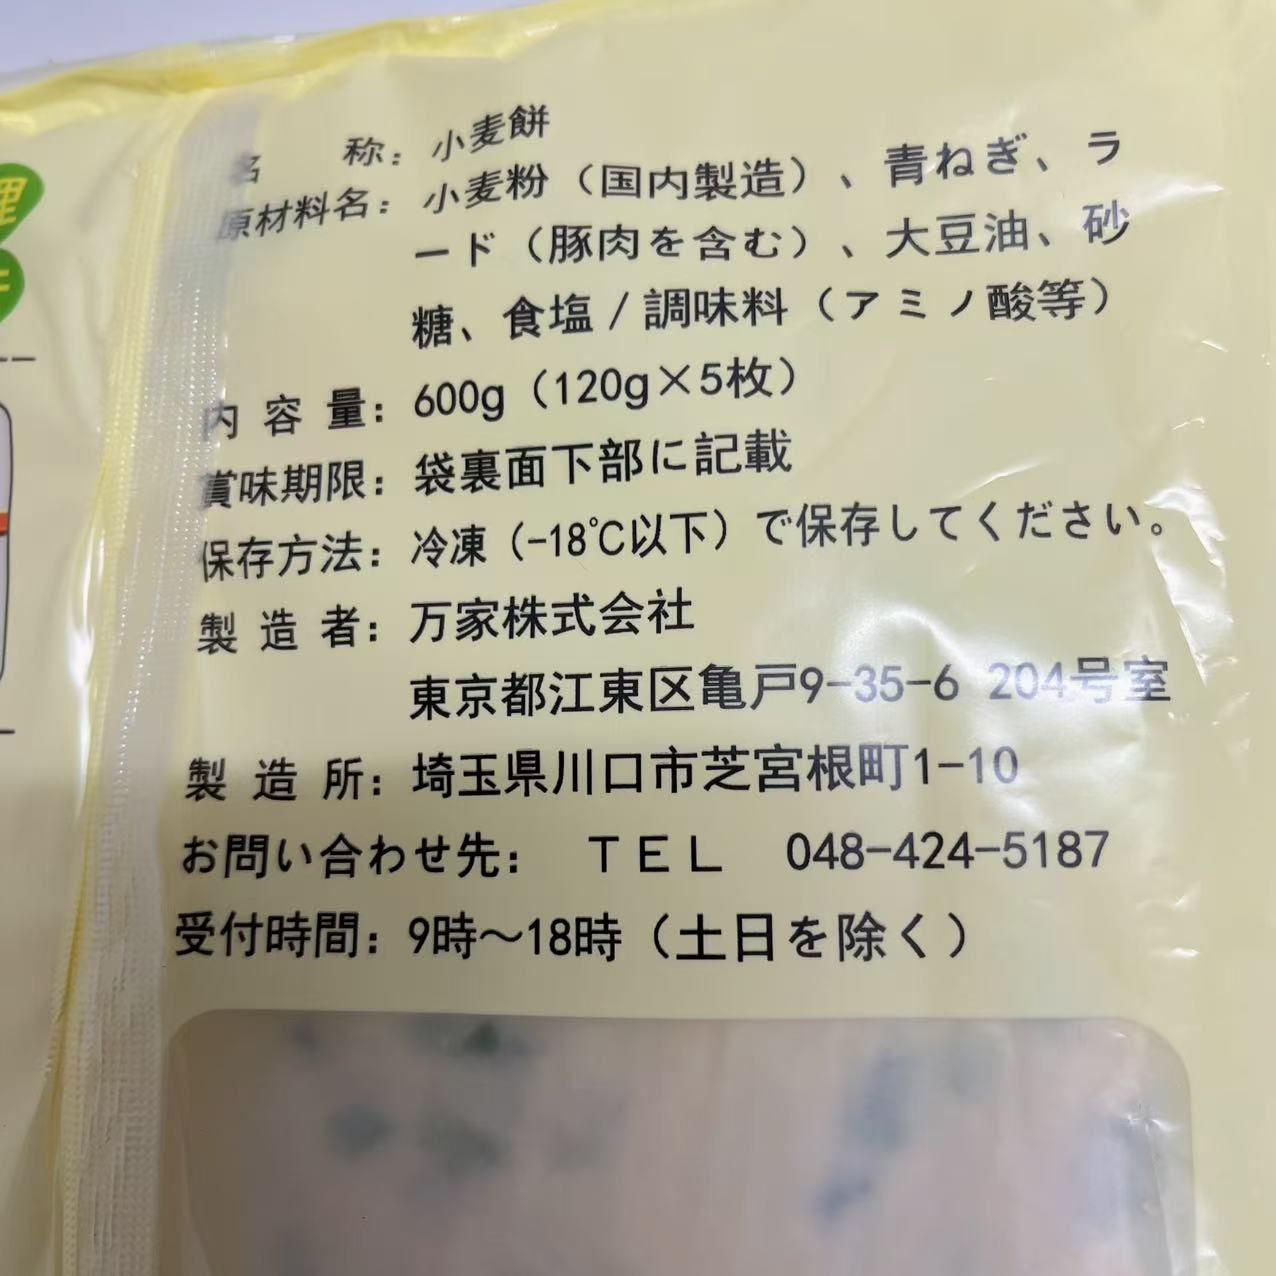 名 称：小麦餅
原材料名：小麦粉（国内製造）、青ねぎ、ラ
ード（豚肉を含む）、大豆油、砂
糖、食塩/調味料（アミノ酸等）
内 容 量：600g（120g×5枚）
賞味期限：袋裏面下部に記載
保存方法：冷凍（-18℃以下）で保存してください。
製 造 者：万家株式会社
東京都江東区亀戸9-35-6 204号室
製 造 所：埼玉県川口市芝宮根町1-10
お問い合わせ先： ＴＥＬ 048-424-5187
受付時間：9時～18時（土日を除く）